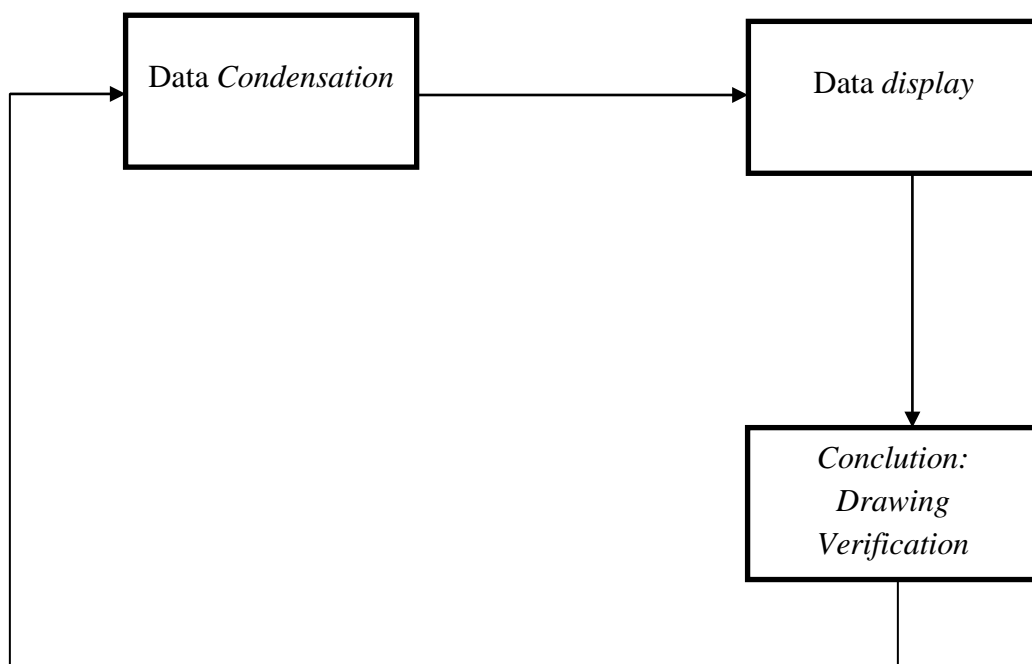 Data Condensation
Data display
Conclution:
Drawing
Verification